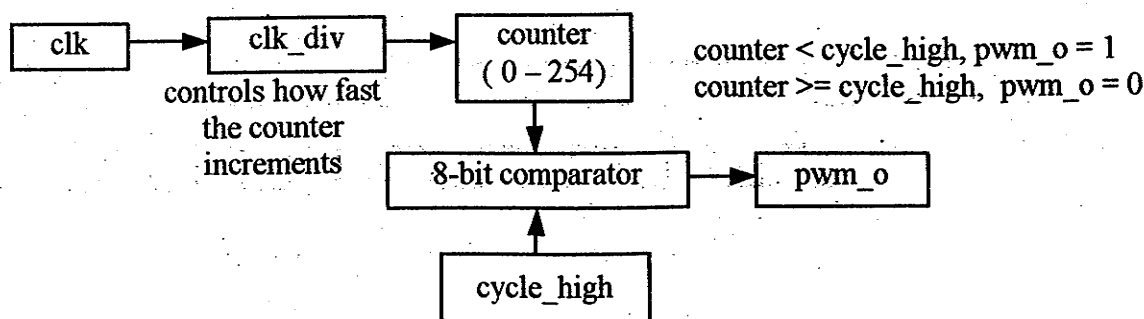 clk
clk_div
controls how fast
the counter
increments
counter
( 0 – 254)
counter < cycle_high, pwm_o = 1
counter >= cycle_high, pwm_o = 0
8-bit comparator
pwm_o
cycle_high